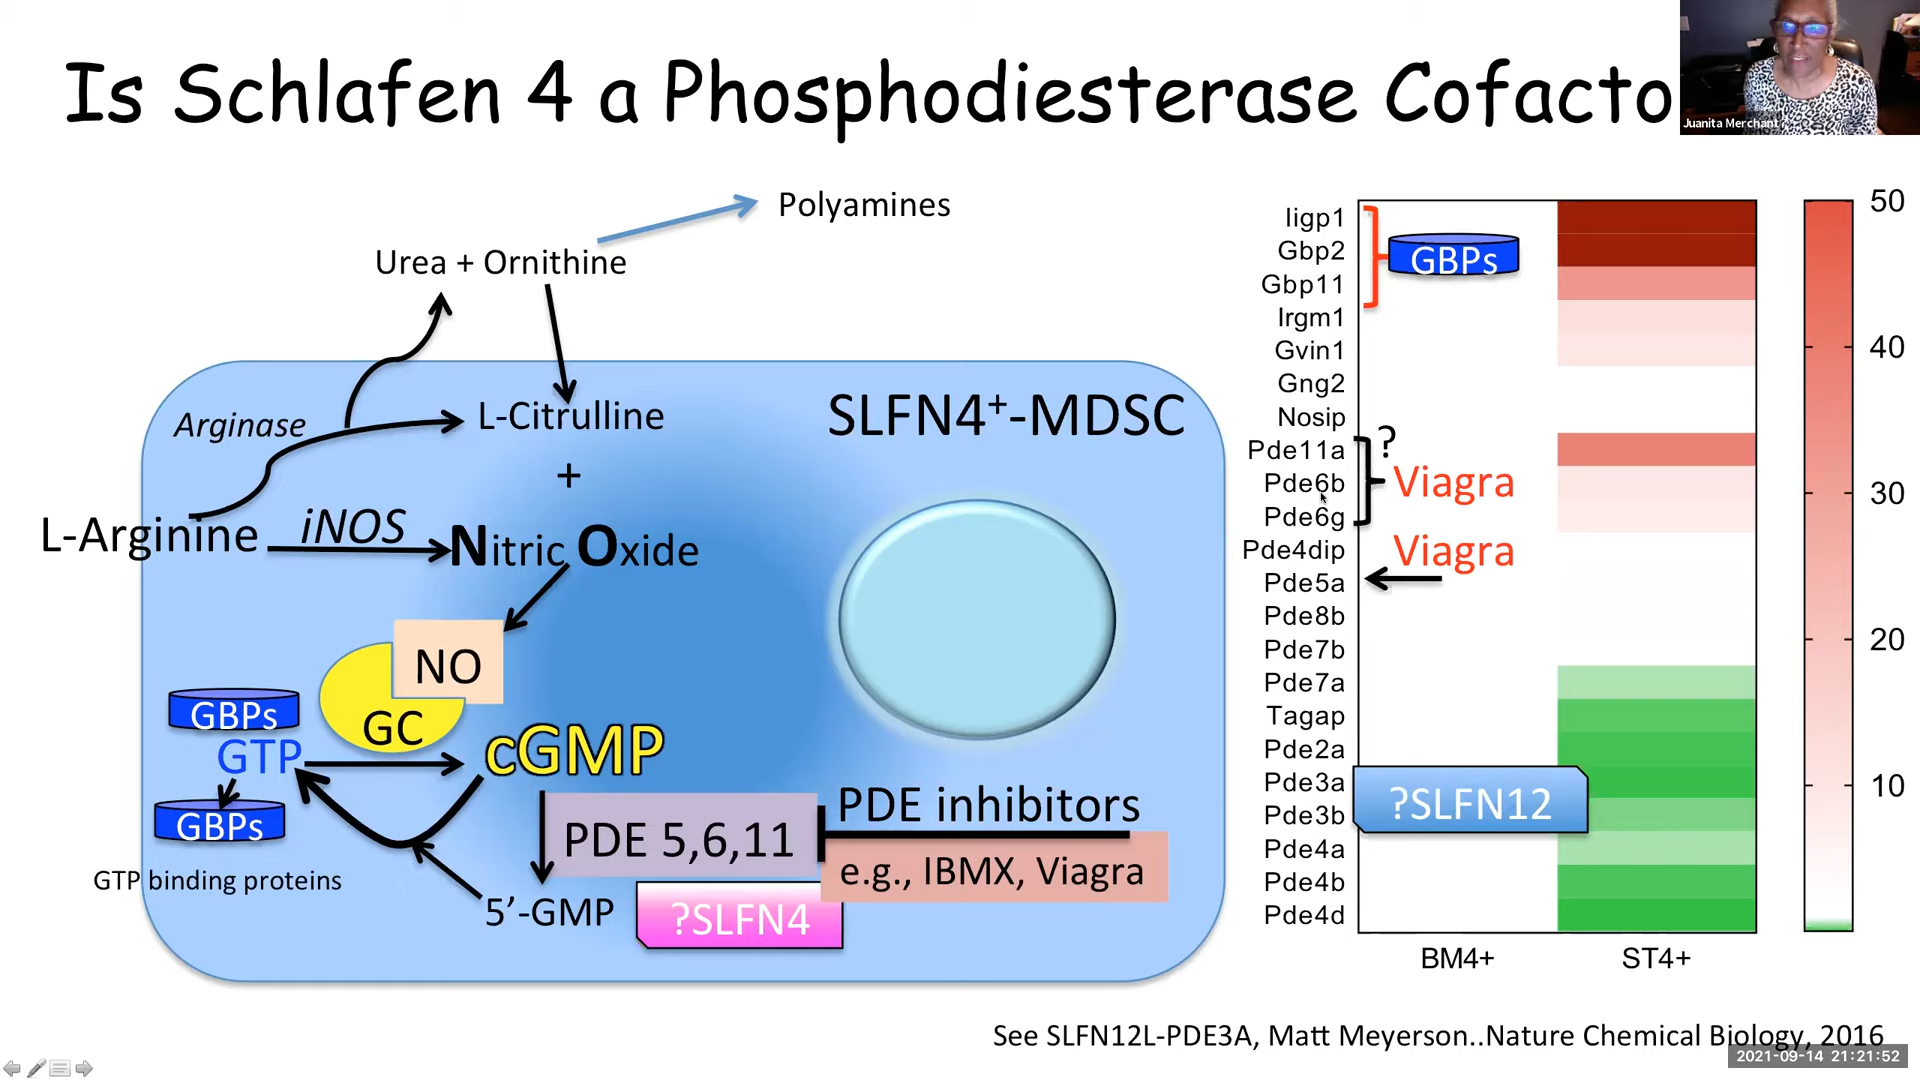 Is Schlafen 4 a Phosphodiesterase Cofacto
Juanita Merchant
Polyamines
Urea + Ornithine
Arginase
L-Citrulline
+
SLFN4+-MDSC
L-Arginine
iNOS
Nitric Oxide
NO
GC
GBPs
GTP
cGMP
GBPs
GTP binding proteins
PDE 5,6,11
PDE inhibitors
e.g., IBMX, Viagra
5'-GMP
?SLFN4
Iigp1
Gbp2
Gbp11
Irgm1
Gvin1
Gng2
Nosip
Pde11a
Pde6b
Pde6g
Pde4dip
Pde5a
Pde8b
Pde7b
Pde7a
Tagap
Pde2a
Pde3a
Pde3b
Pde4a
Pde4b
Pde4d
GBPs
?
Viagra
Viagra
?SLFN12
BM4+
ST4+
50
40
30
20
10
See SLFN12L-PDE3A, Matt Meyerson..Nature Chemical Biology, 2016
2021-09-14 21:21:52